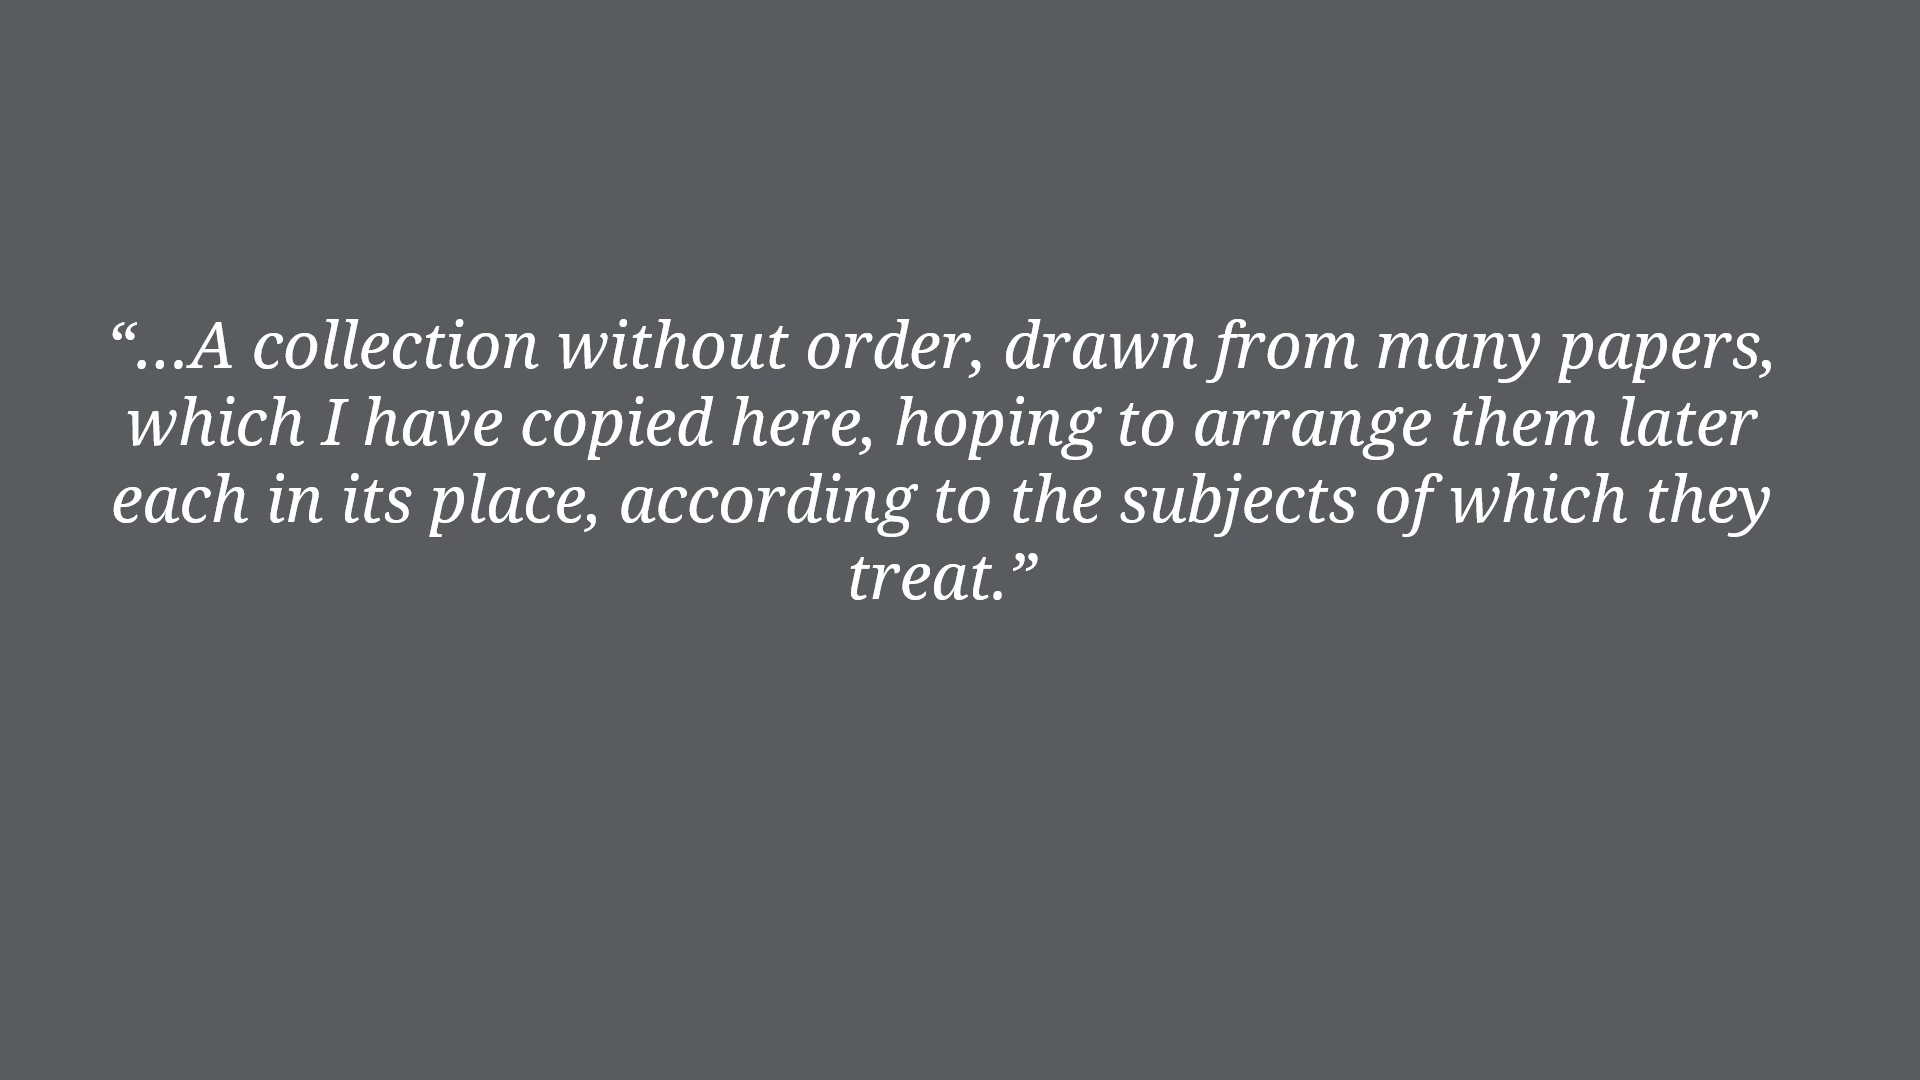 “…A collection without order, drawn from many papers,
which I have copied here, hoping to arrange them later
each in its place, according to the subjects of which they
treat.”